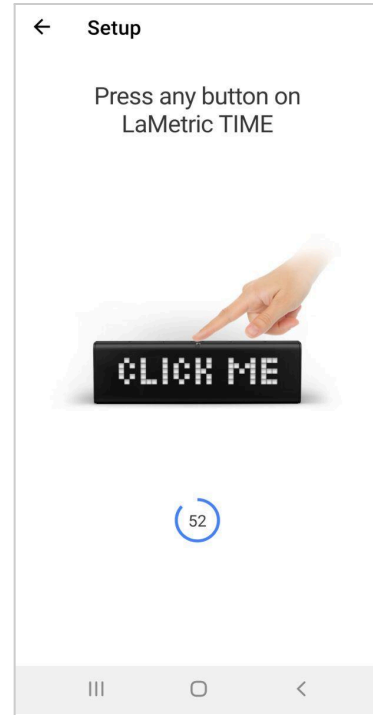 Setup
Press any button on
LaMetric TIME
CLICK ME
52